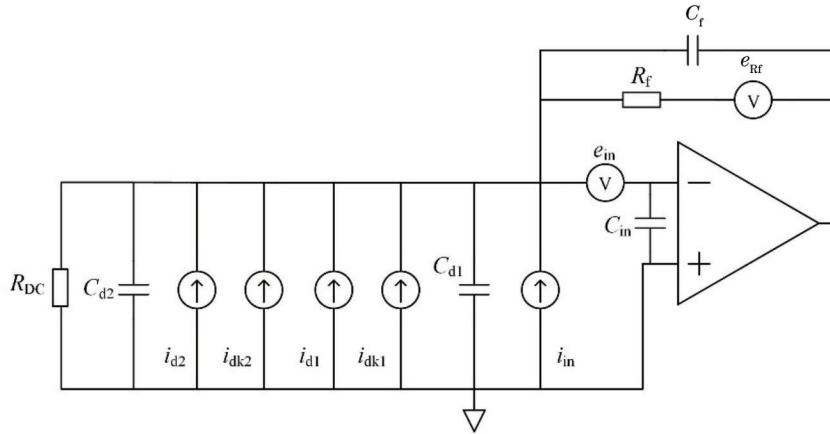 C_f
e_Rf
R_f
V
e_in
V
−
C_in
+
R_DC
C_d2
C_d1
i_d2
i_dk2
i_d1
i_dk1
i_in